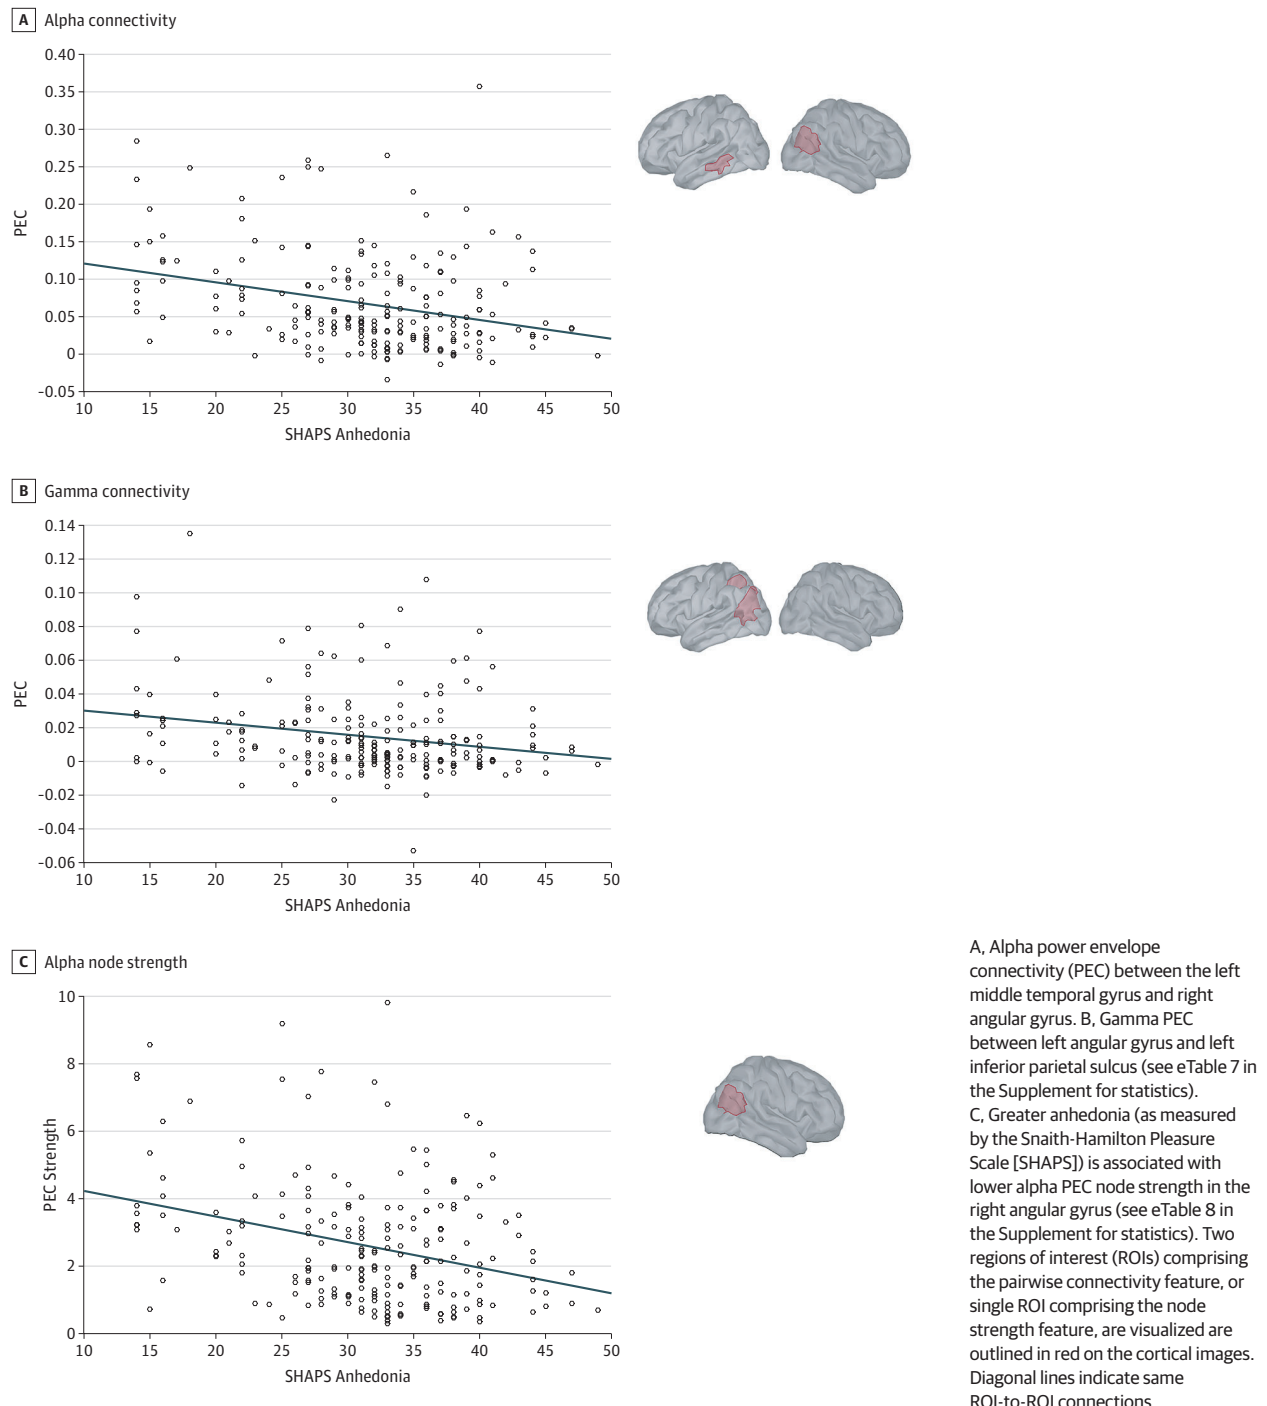 A Alpha connectivity
0.40
0.35
0.30
0.25
0.20
0.15
0.10
0.05
0
-0.05
PEC
10 15 20 25 30 35 40 45 50
SHAPS Anhedonia
B Gamma connectivity
0.14
0.12
0.10
0.08
0.06
0.04
0.02
0
-0.02
-0.04
-0.06
PEC
10 15 20 25 30 35 40 45 50
SHAPS Anhedonia
C Alpha node strength
10
8
6
4
2
0
PEC Strength
10 15 20 25 30 35 40 45 50
SHAPS Anhedonia
A, Alpha power envelope
connectivity (PEC) between the left
middle temporal gyrus and right
angular gyrus. B, Gamma PEC
between left angular gyrus and left
inferior parietal sulcus (see eTable 7 in
the Supplement for statistics).
C, Greater anhedonia (as measured
by the Snaith-Hamilton Pleasure
Scale [SHAPS]) is associated with
lower alpha PEC node strength in the
right angular gyrus (see eTable 8 in
the Supplement for statistics). Two
regions of interest (ROIs) comprising
the pairwise connectivity feature, or
single ROI comprising the node
strength feature, are visualized are
outlined in red on the cortical images.
Diagonal lines indicate same
ROI-to-ROI connections